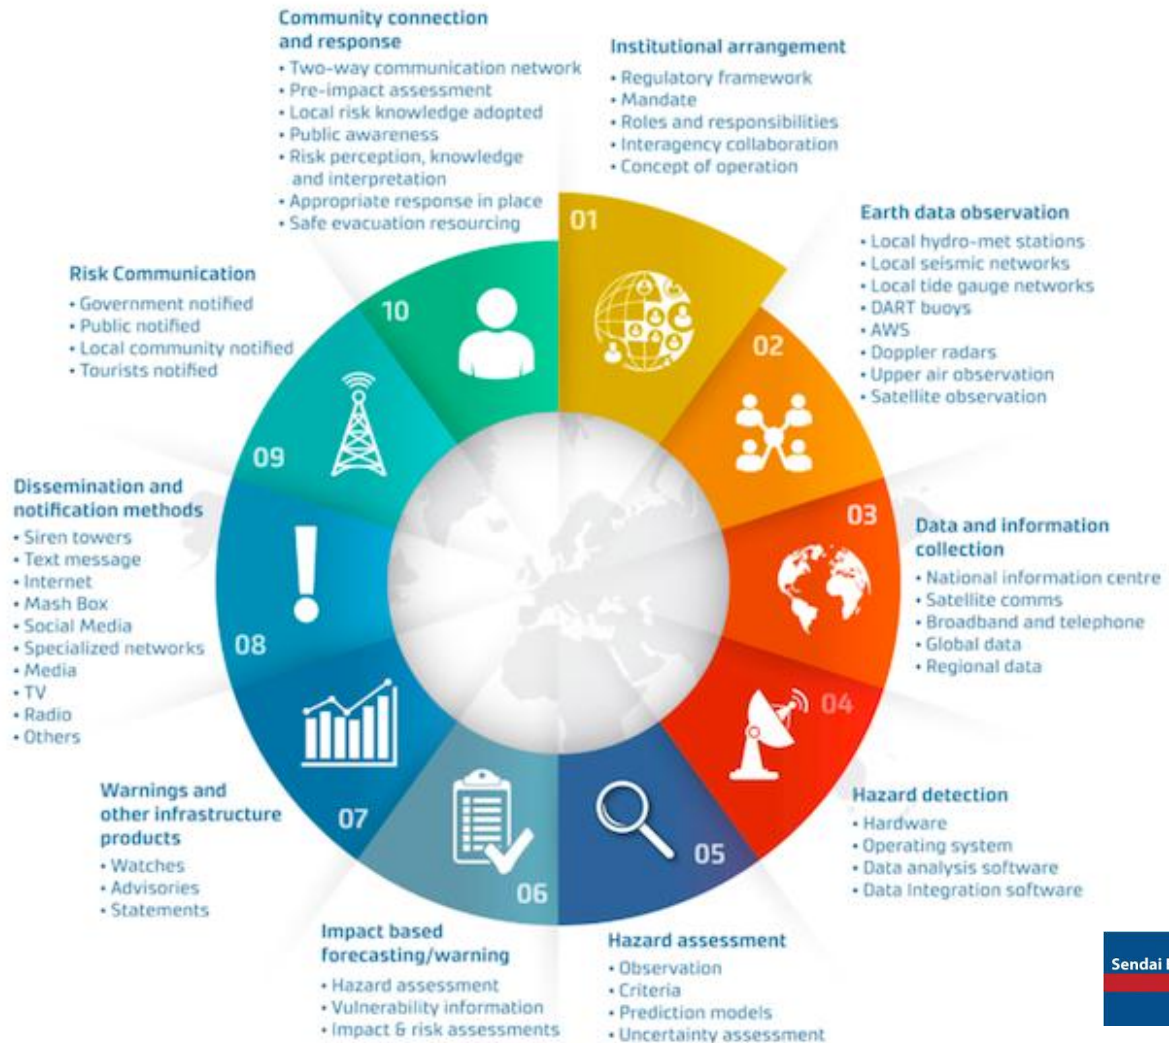 Community connection
and response
• Two-way communication network
• Pre-impact assessment
• Local risk knowledge adopted
• Public awareness
• Risk perception, knowledge
and interpretation
• Appropriate response in place
• Safe evacuation resourcing
Institutional arrangement
• Regulatory framework
• Mandate
• Roles and responsibilities
• Interagency collaboration
• Concept of operation
01
Earth data observation
• Local hydro-met stations
• Local seismic networks
• Local tide gauge networks
• DART buoys
• AWS
• Doppler radars
• Upper air observation
• Satellite observation
02
03
Data and information
collection
• National information centre
• Satellite comms
• Broadband and telephone
• Global data
• Regional data
04
Hazard detection
• Hardware
• Operating system
• Data analysis software
• Data Integration software
05
Hazard assessment
• Observation
• Criteria
• Prediction models
• Uncertainty assessment
06
Impact based
forecasting/warning
• Hazard assessment
• Vulnerability information
• Impact & risk assessments
07
Warnings and
other infrastructure
products
• Watches
• Advisories
• Statements
08
Dissemination and
notification methods
• Siren towers
• Text message
• Internet
• Mash Box
• Social Media
• Specialized networks
• Media
• TV
• Radio
• Others
09
Risk Communication
• Government notified
• Public notified
• Local community notified
• Tourists notified
10
Sendai